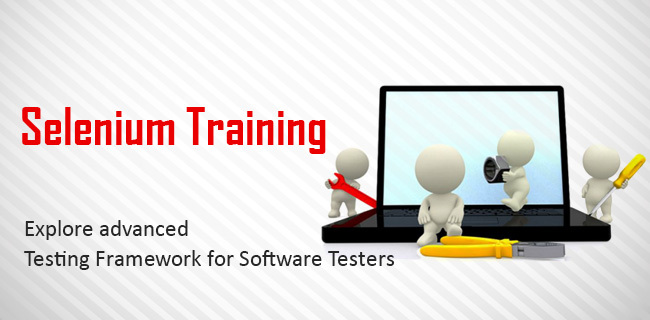 Selenium Training
Explore advanced
Testing Framework for Software Testers